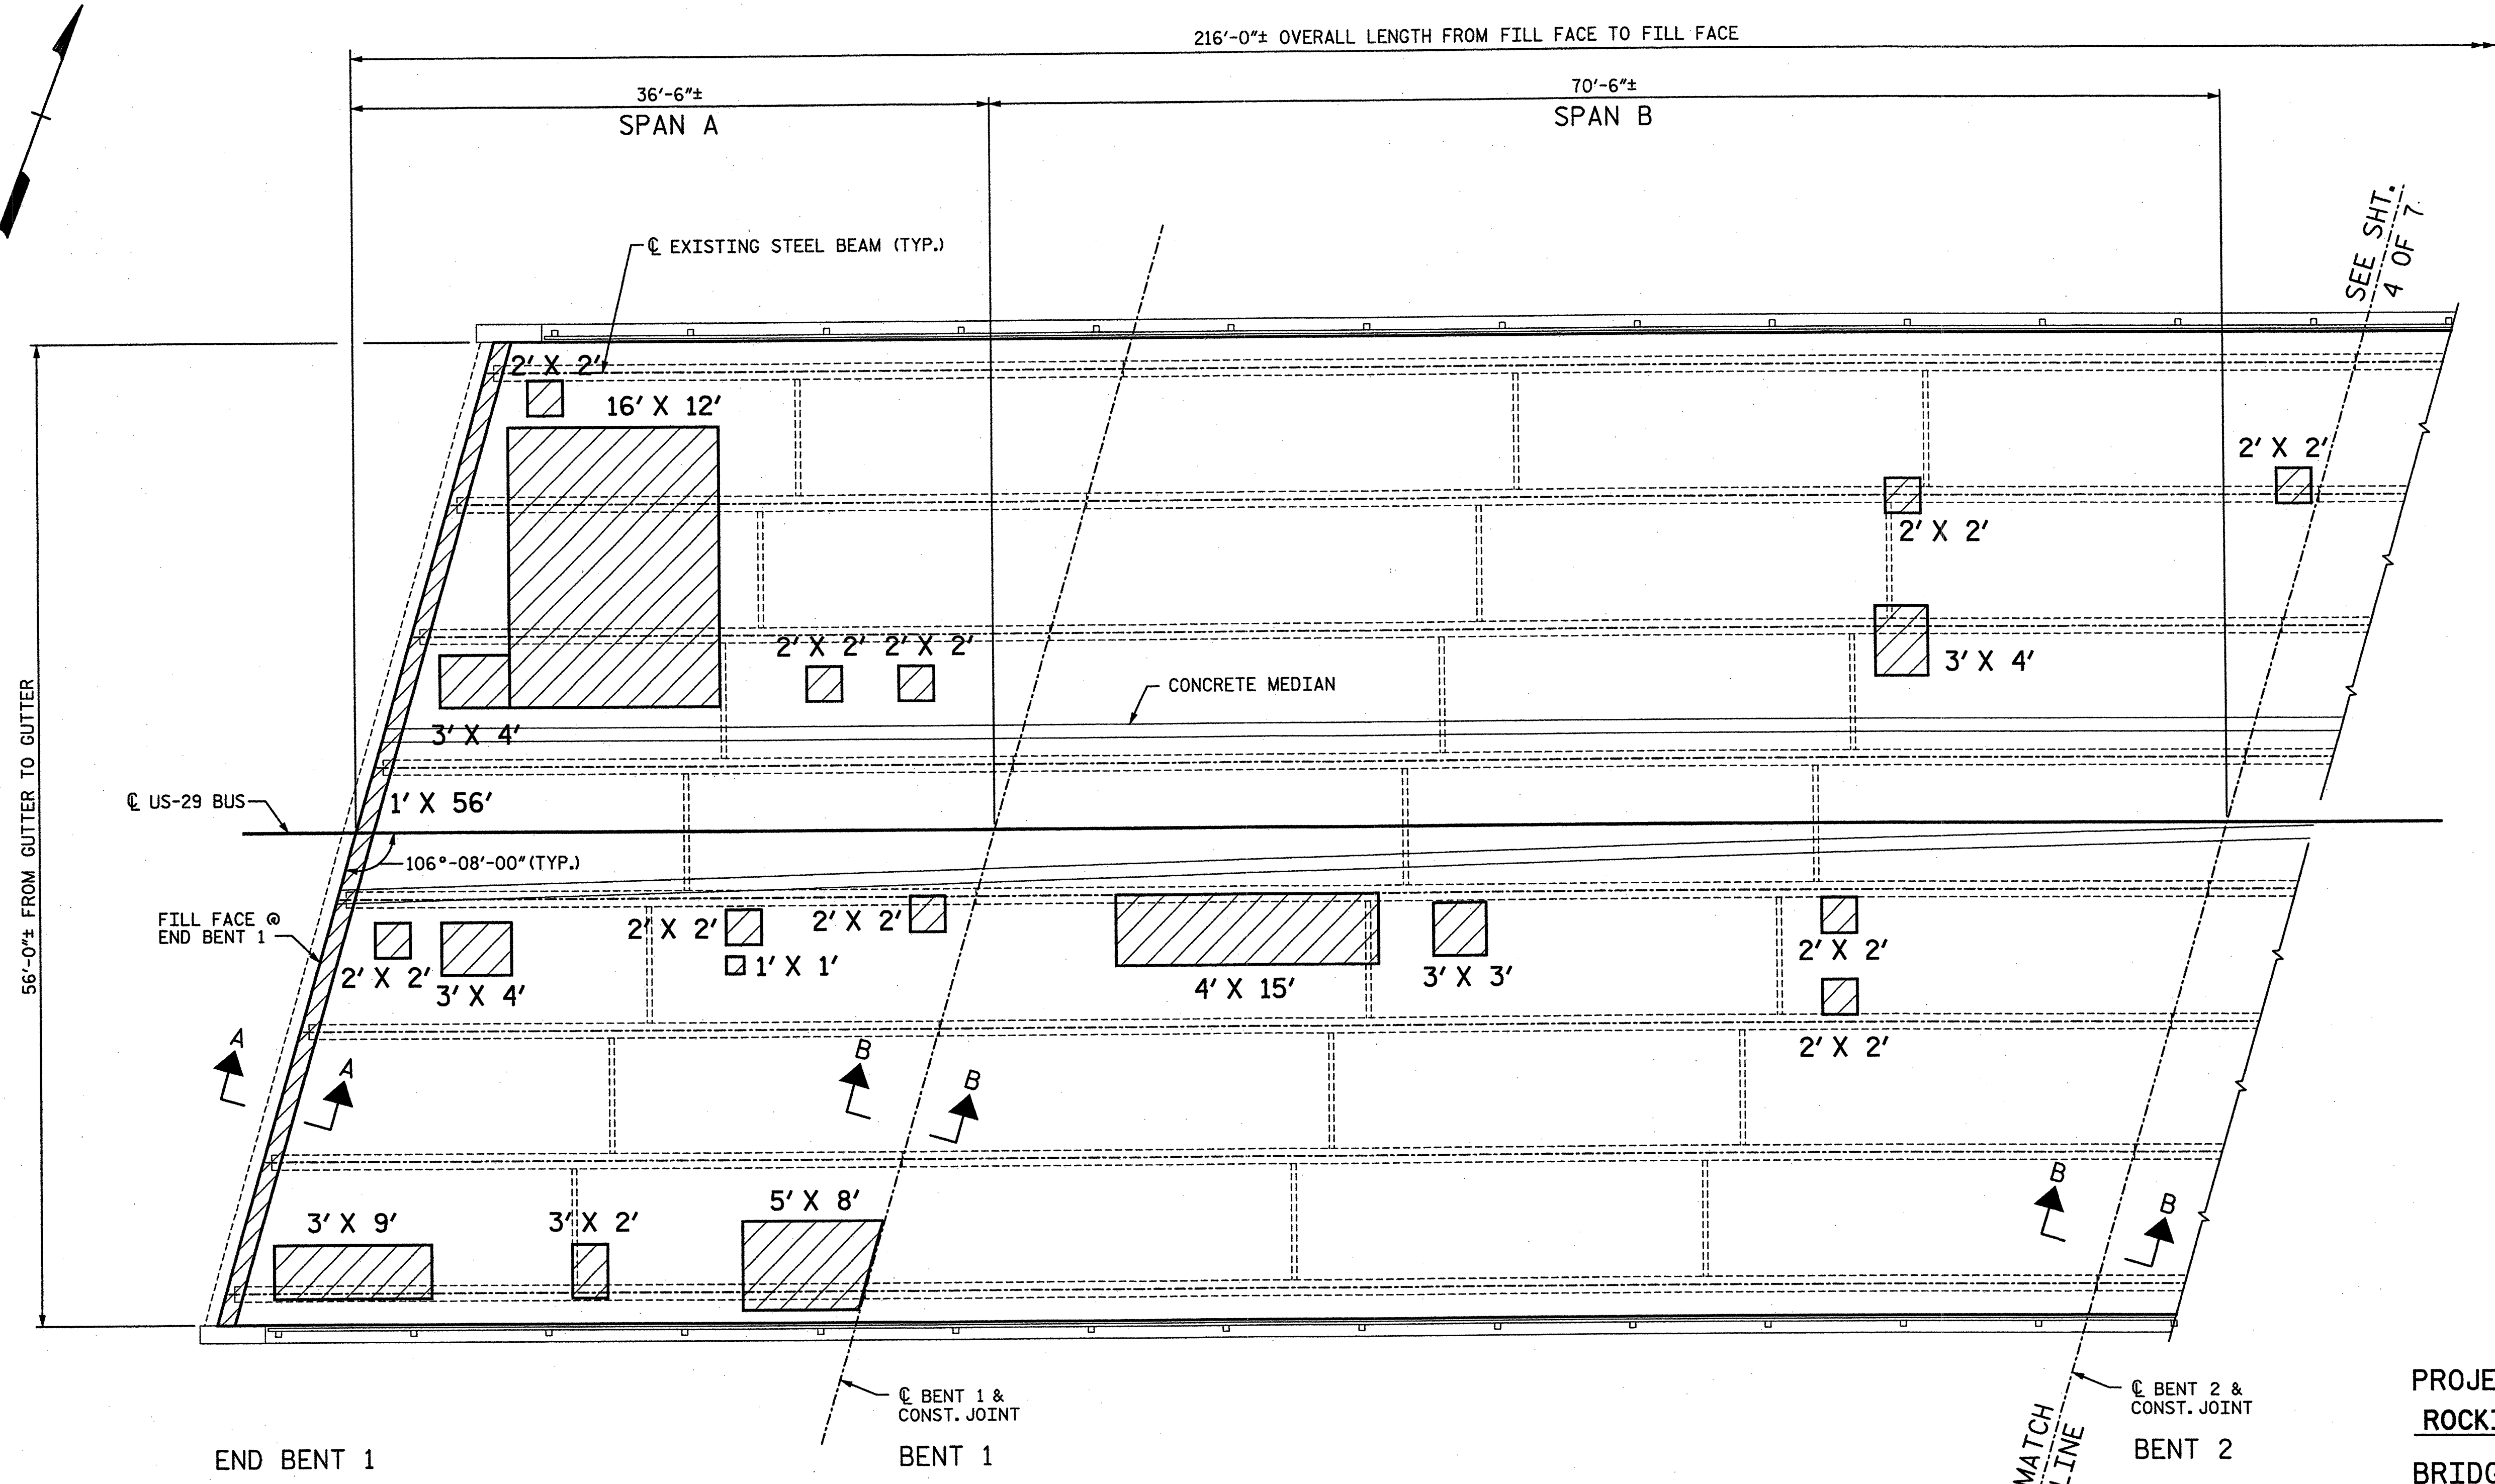 216'-0"± OVERALL LENGTH FROM FILL FACE TO FILL FACE
36'-6"±
SPAN A
70'-6"±
SPAN B
SEE SHT.
4 OF 7
℄ EXISTING STEEL BEAM (TYP.)
2' X 2'
16' X 12'
2' X 2'
2' X 2'
2' X 2'
2' X 2'
3' X 4'
CONCRETE MEDIAN
3' X 4'
56'-0"± FROM GUTTER TO GUTTER
℄ US-29 BUS
1' X 56'
106°-08'-00" (TYP.)
FILL FACE @
END BENT 1
2' X 2'
3' X 4'
2' X 2'
1' X 1'
2' X 2'
4' X 15'
3' X 3'
2' X 2'
2' X 2'
A
A
B
B
3' X 9'
3' X 2'
5' X 8'
B
B
℄ BENT 1 &
CONST. JOINT
BENT 1
END BENT 1
℄ BENT 2 &
CONST. JOINT
BENT 2
MATCH
LINE
PROJE
ROCKI
BRIDG